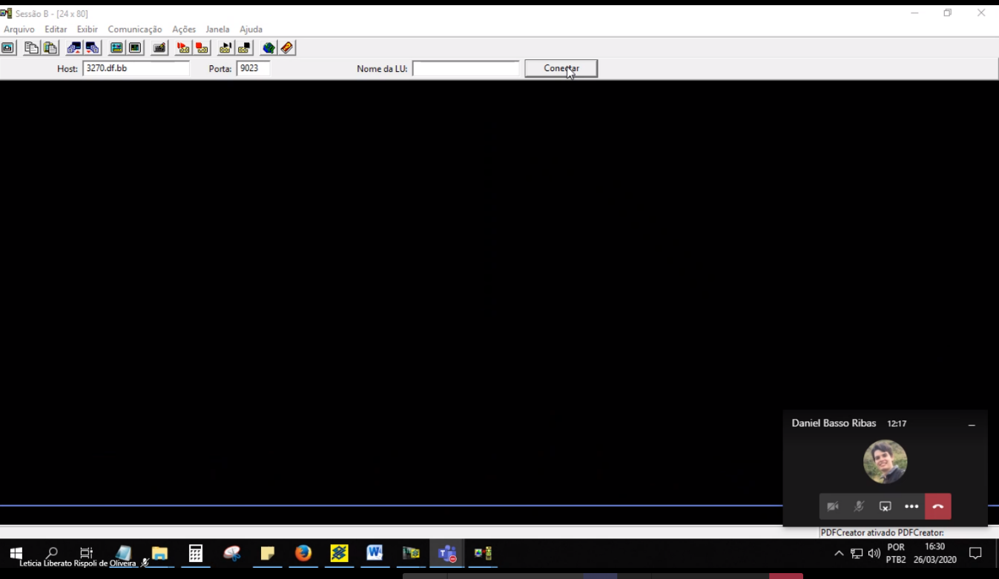 Sessão B - [24 x 80]
Arquivo Editar Exibir Comunicação Ações Janela Ajuda
Host: 3270.df.bb Porta: 9023 Nome da LU: Conectar
Daniel Basso Ribas 12:17
PDFCreator ativado PDFCreator:
POR 16:30
PTB2 26/03/2020
Leticia Liberato Rispoli de Oliveira